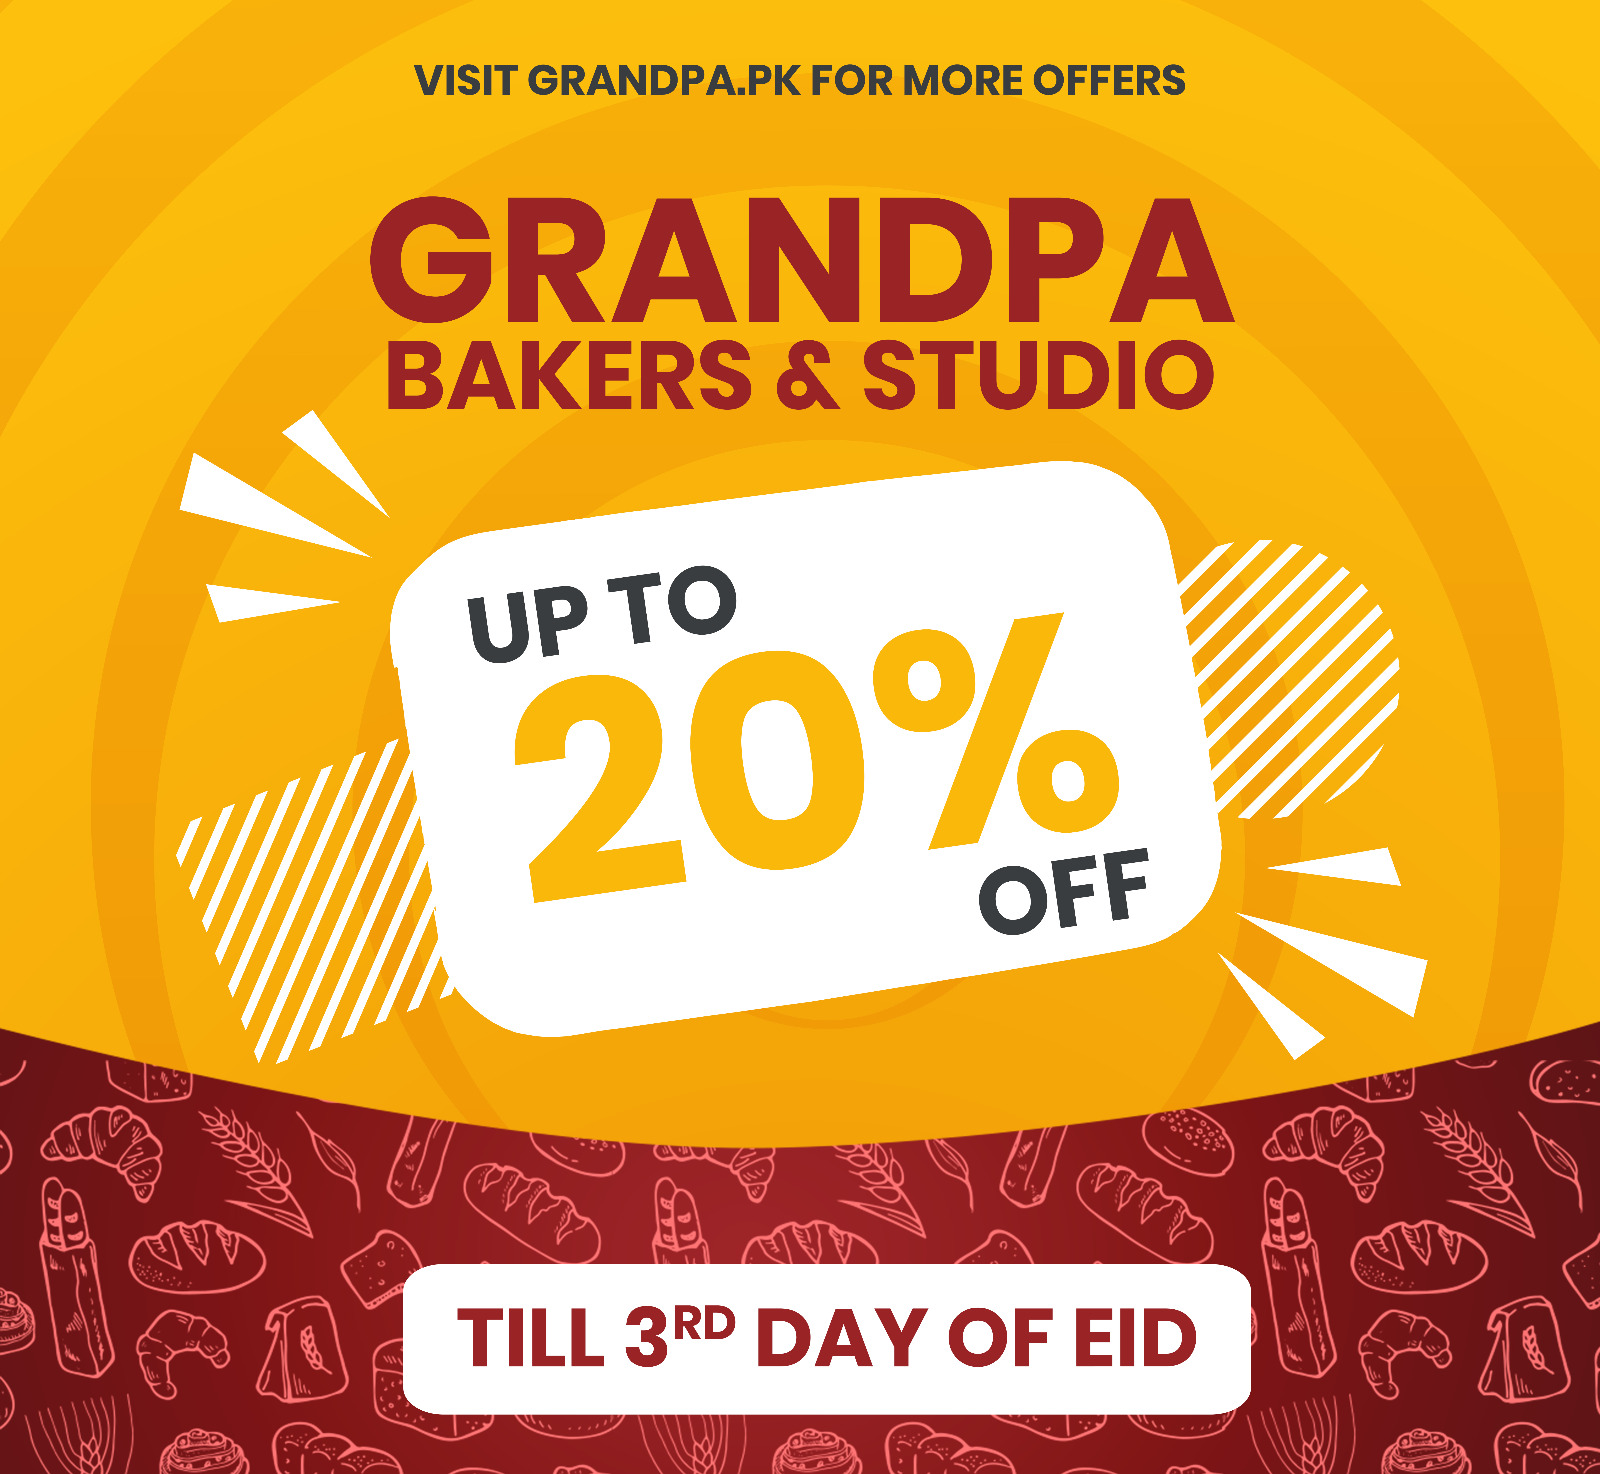 VISIT GRANDPA.PK FOR MORE OFFERS
GRANDPA
BAKERS & STUDIO
UP TO
20%
OFF
TILL 3RD DAY OF EID